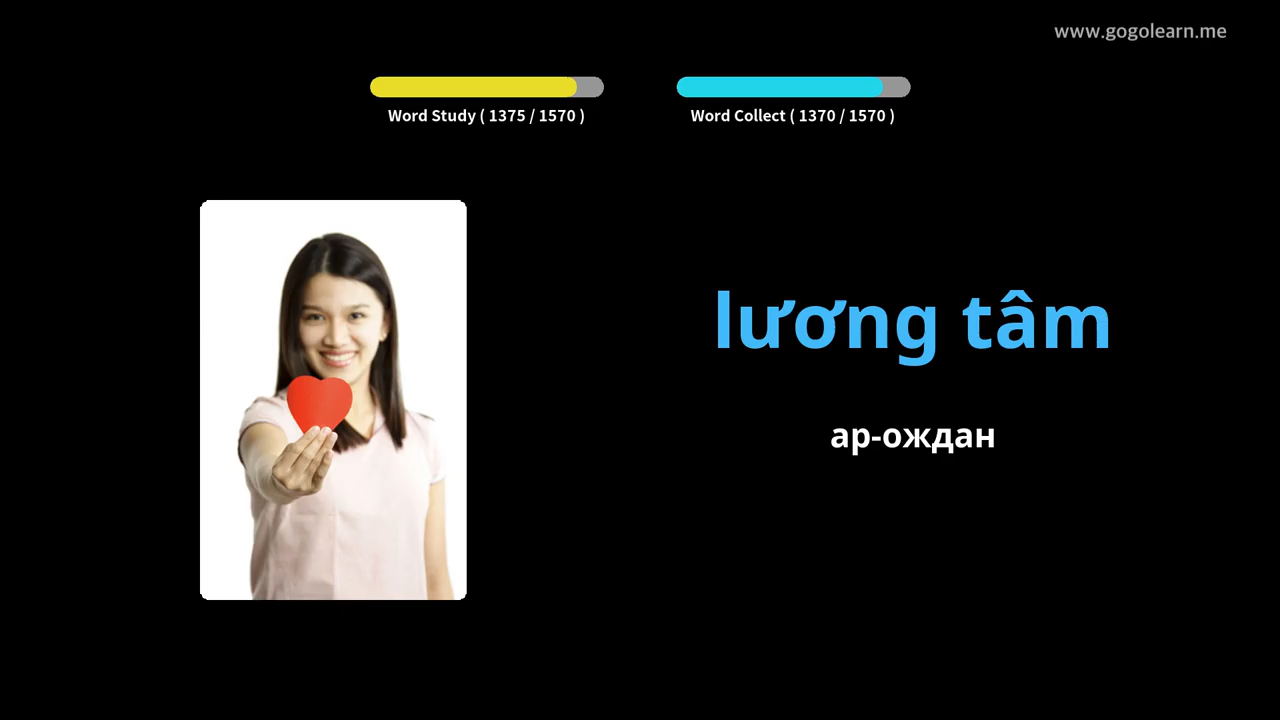 www.gogolearn.me
Word Study ( 1375 / 1570 )
Word Collect ( 1370 / 1570 )
lương tâm
ар-ождан